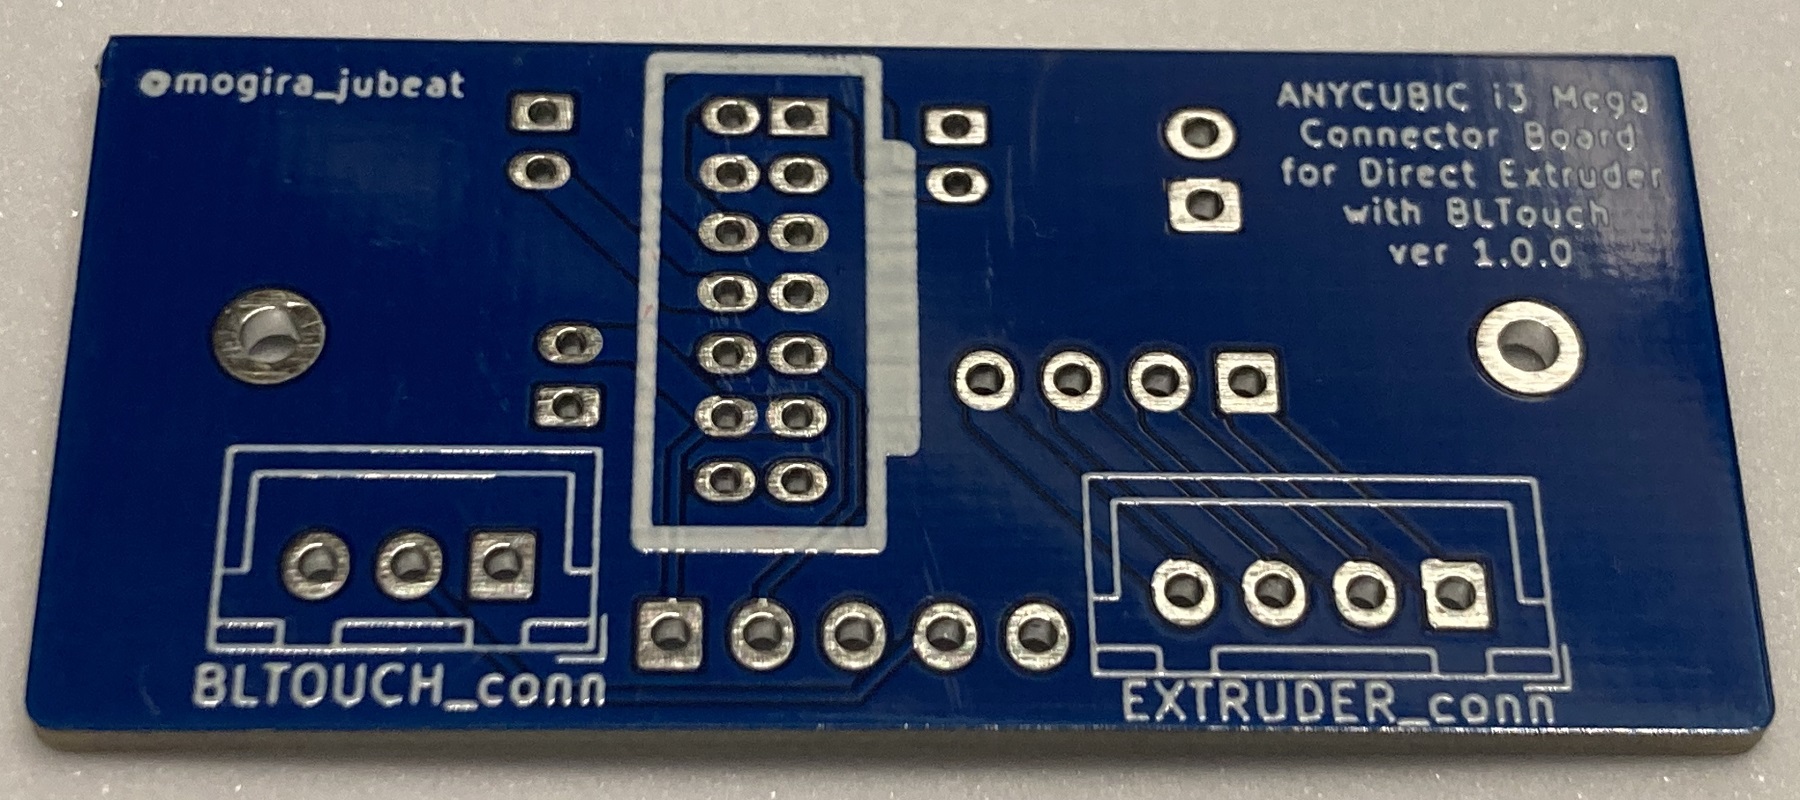 @mogira_jubeat
ANYCUBIC i3 Mega
Connector Board
for Direct Extruder
with BLTouch
ver 1.0.0
BLTOUCH_conn
EXTRUDER_conn